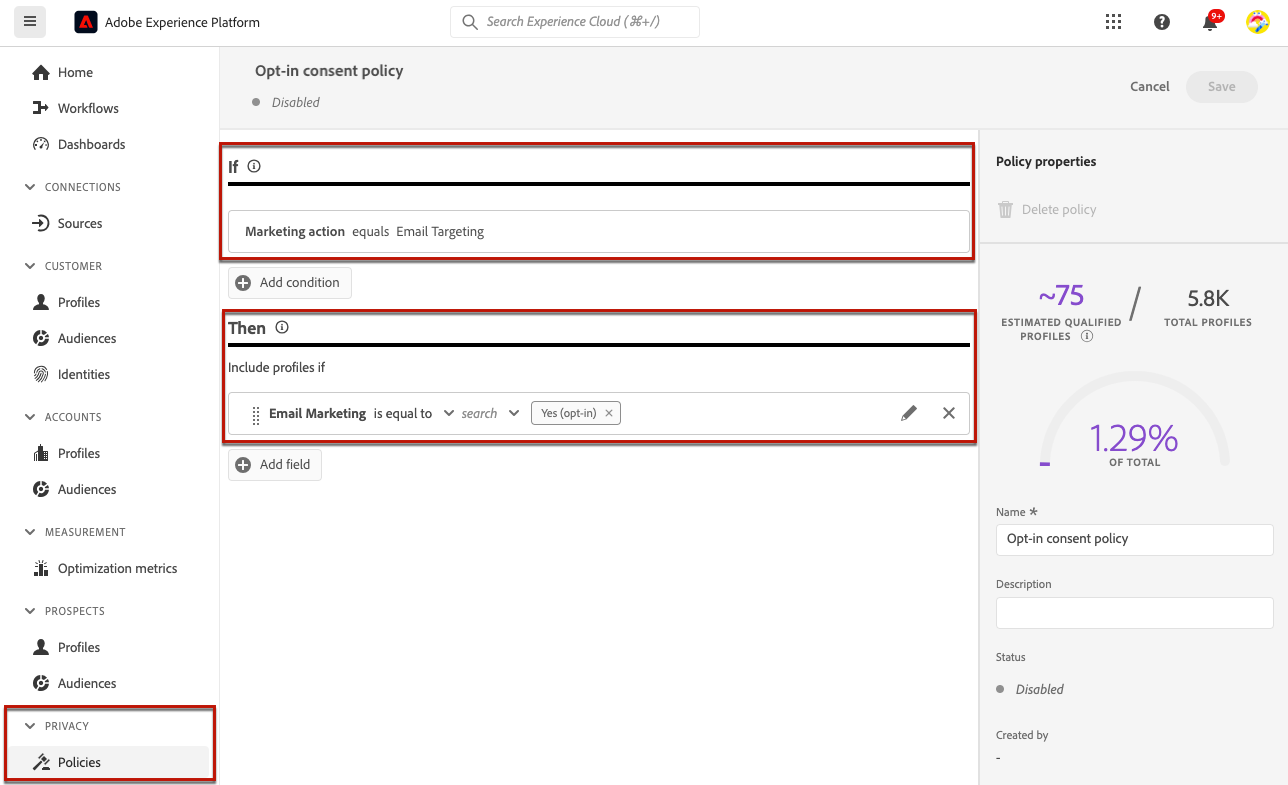 Adobe Experience Platform
Search Experience Cloud (⌘+/)
9+
Home
Workflows
Dashboards
CONNECTIONS
Sources
CUSTOMER
Profiles
Audiences
Identities
ACCOUNTS
Profiles
Audiences
MEASUREMENT
Optimization metrics
PROSPECTS
Profiles
Audiences
PRIVACY
Policies
Opt-in consent policy
Disabled
Cancel
Save
If
Marketing action equals Email Targeting
Add condition
Then
Include profiles if
Email Marketing is equal to search Yes (opt-in)
Add field
Policy properties
Delete policy
~75
ESTIMATED QUALIFIED
PROFILES
/
5.8K
TOTAL PROFILES
1.29%
OF TOTAL
Name *
Opt-in consent policy
Description
Status
Disabled
Created by
-